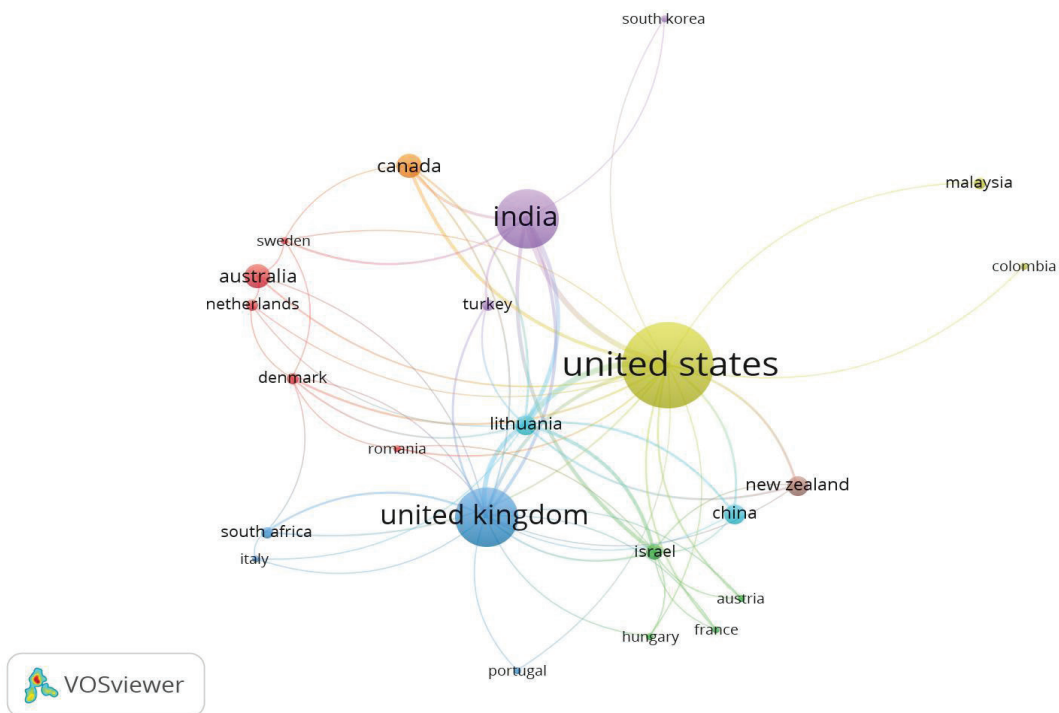 south korea
canada
malaysia
india
sweden
colombia
australia
netherlands
turkey
united states
denmark
lithuania
romania
new zealand
united kingdom
china
south africa
israel
italy
austria
france
hungary
portugal
VOSviewer